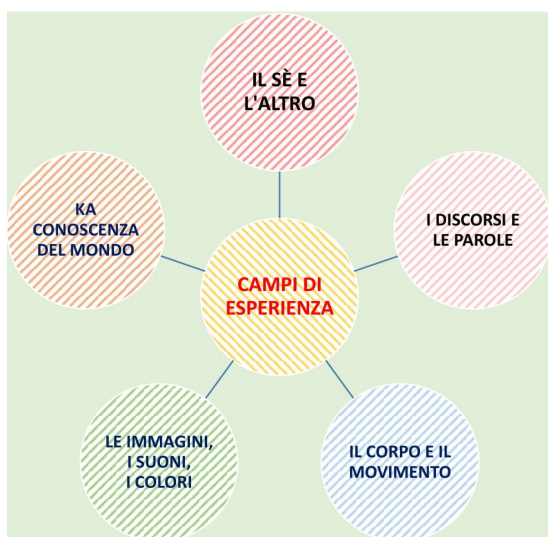 IL SÈ E
L'ALTRO
I DISCORSI E
LE PAROLE
IL CORPO E IL
MOVIMENTO
LE IMMAGINI,
I SUONI,
I COLORI
KA
CONOSCENZA
DEL MONDO
CAMPI DI
ESPERIENZA